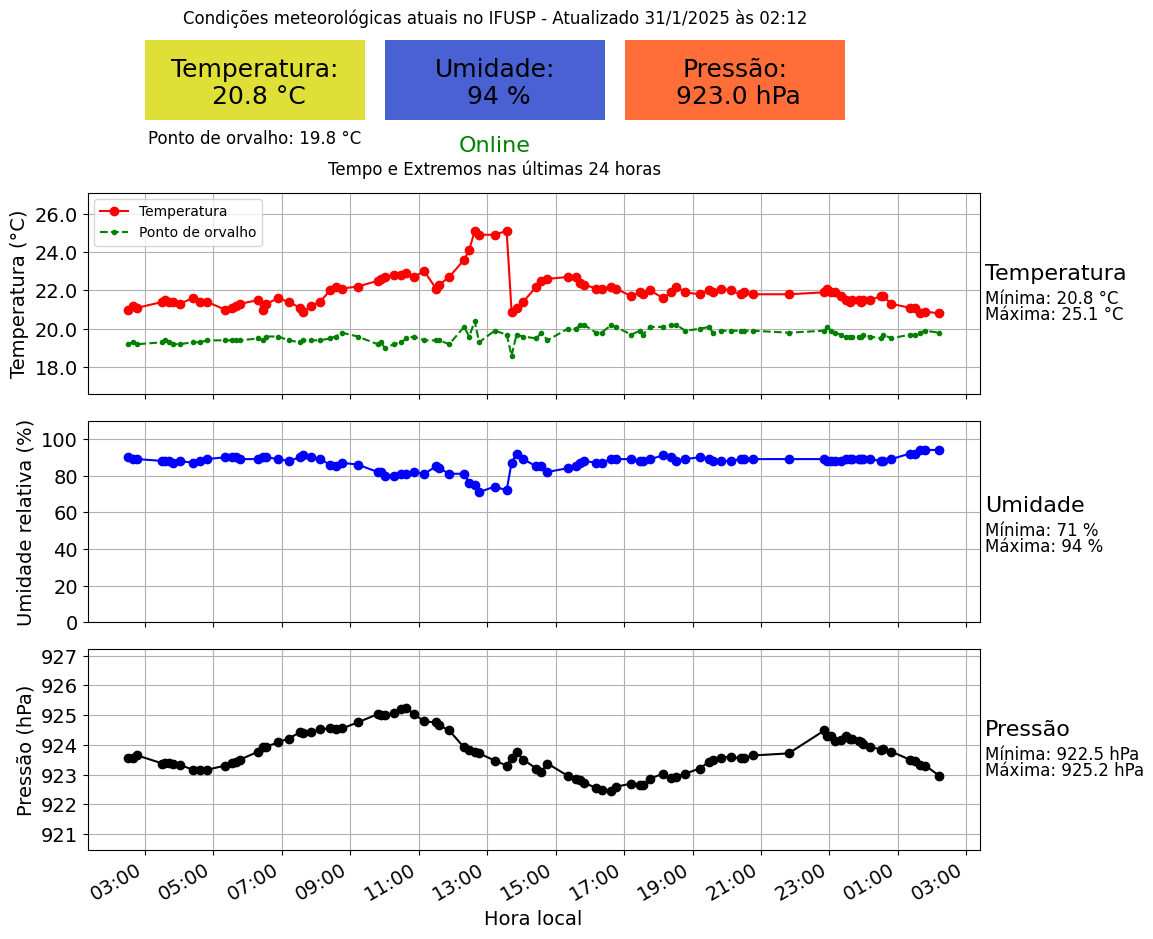 Condições meteorológicas atuais no IFUSP - Atualizado 31/1/2025 às 02:12
Temperatura:
20.8 °C
Umidade:
94 %
Pressão:
923.0 hPa
Ponto de orvalho: 19.8 °C
Online
Tempo e Extremos nas últimas 24 horas
Temperatura (°C)
26.0
24.0
22.0
20.0
18.0
Temperatura
Ponto de orvalho
Temperatura
Mínima: 20.8 °C
Máxima: 25.1 °C
Umidade relativa (%)
100
80
60
40
20
0
Umidade
Mínima: 71 %
Máxima: 94 %
Pressão (hPa)
927
926
925
924
923
922
921
Pressão
Mínima: 922.5 hPa
Máxima: 925.2 hPa
03:00 05:00 07:00 09:00 11:00 13:00 15:00 17:00 19:00 21:00 23:00 01:00 03:00
Hora local